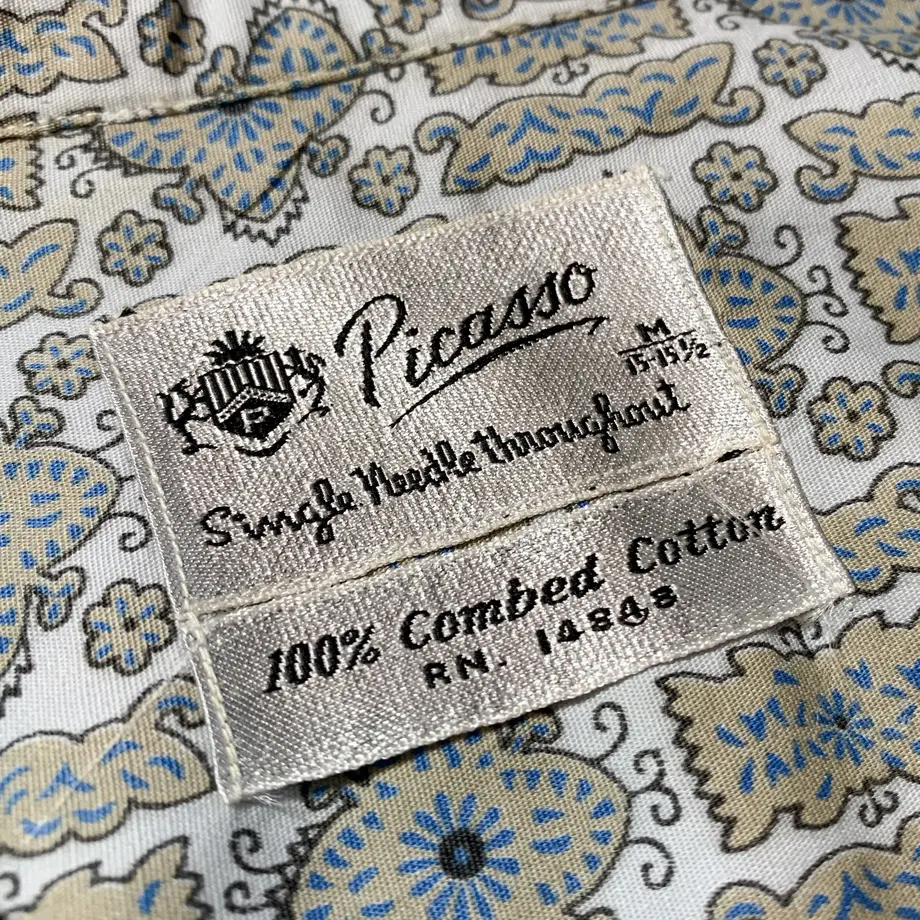 Picasso
M
15-15½
P
Single Needle throughout
100% Combed Cotton
RN. 14848